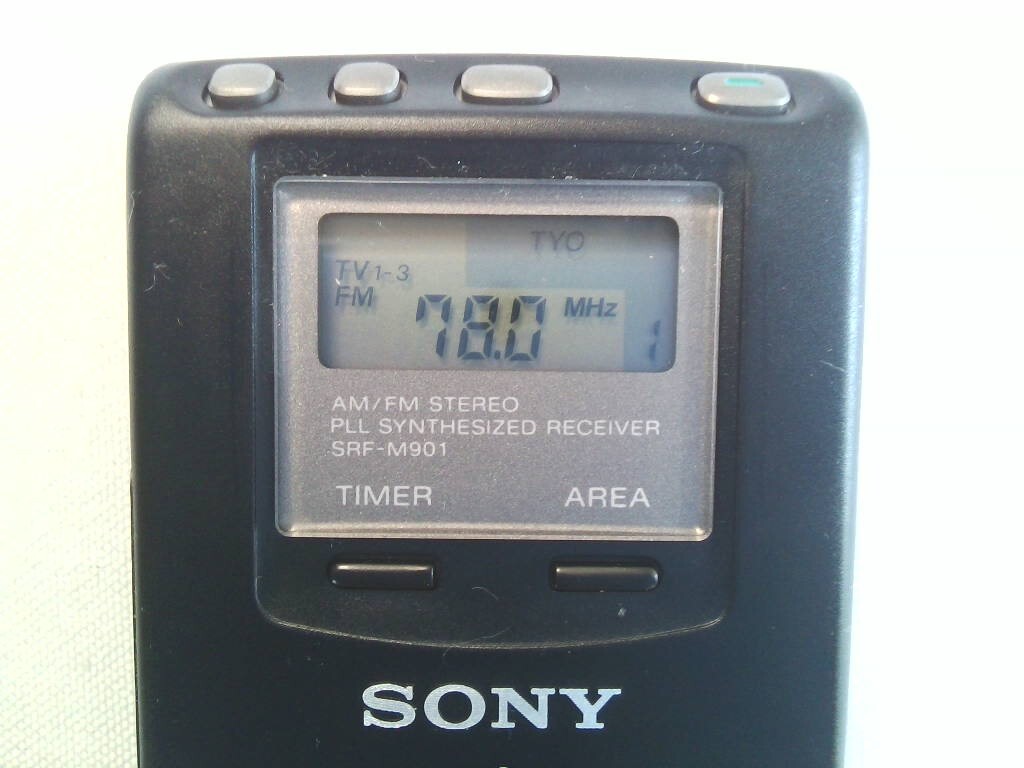 TYO
TV 1-3
FM 78.0 MHz 1
AM/FM STEREO
PLL SYNTHESIZED RECEIVER
SRF-M901
TIMER AREA
SONY